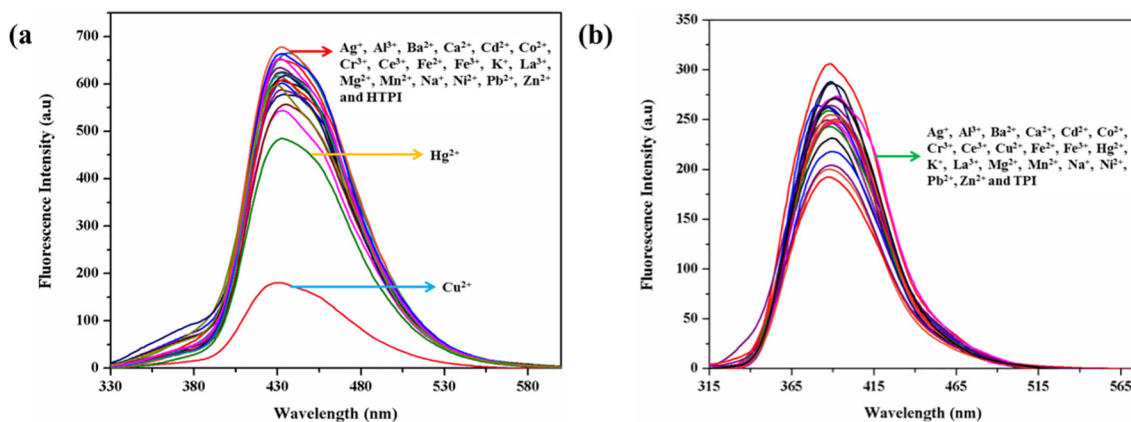 (a)
Fluorescence Intensity (a.u)
700
600
500
400
300
200
100
0
330 380 430 480 530 580
Wavelength (nm)
Ag⁺, Al³⁺, Ba²⁺, Ca²⁺, Cd²⁺, Co²⁺,
Cr³⁺, Ce³⁺, Fe²⁺, Fe³⁺, K⁺, La³⁺,
Mg²⁺, Mn²⁺, Na⁺, Ni²⁺, Pb²⁺, Zn²⁺
and HTPI
Hg²⁺
Cu²⁺
(b)
Fluorescence Intensity (a.u)
350
300
250
200
150
100
50
0
315 365 415 465 515 565
Wavelength (nm)
Ag⁺, Al³⁺, Ba²⁺, Ca²⁺, Cd²⁺, Co²⁺,
Cr³⁺, Ce³⁺, Cu²⁺, Fe²⁺, Fe³⁺, Hg²⁺,
K⁺, La³⁺, Mg²⁺, Mn²⁺, Na⁺, Ni²⁺,
Pb²⁺, Zn²⁺ and TPI